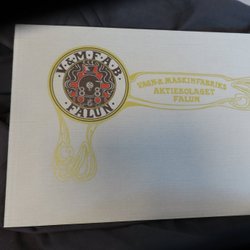 V. & M. F. A. B.
FALUN
VAGN- & MASKINFABRIKS
AKTIEBOLAGET
FALUN